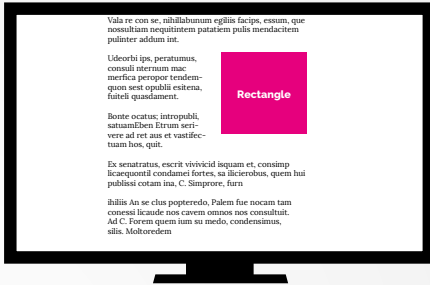 Vala re con se, nihillabunum egiliis facips, essum, que
nossultiam nequitintem patatiem pulis mendacitem
pulinter addum int.
Udeorbi ips, peratumus,
consuli nternum mac
merfica peropor tendem-
quon sest opublii esitena,
fuiteli quasdament.
Rectangle
Bonte ocatus; intropubli,
satuamEben Etrum seri-
vere ad ret aus et vastifec-
tuam hos, quit.
Ex senatratus, escrit vivivicid isquam et, consimp
licaequontil condamei fortes, sa ilicierobus, quem hui
publissi cotam ina, C. Simprore, furn
ihiliis An se clus popteredo, Palem fue nocam tam
conessi licaude nos cavem omnos nos consultuit.
Ad C. Forem quem ium su medo, condensimus,
silis. Moltoredem